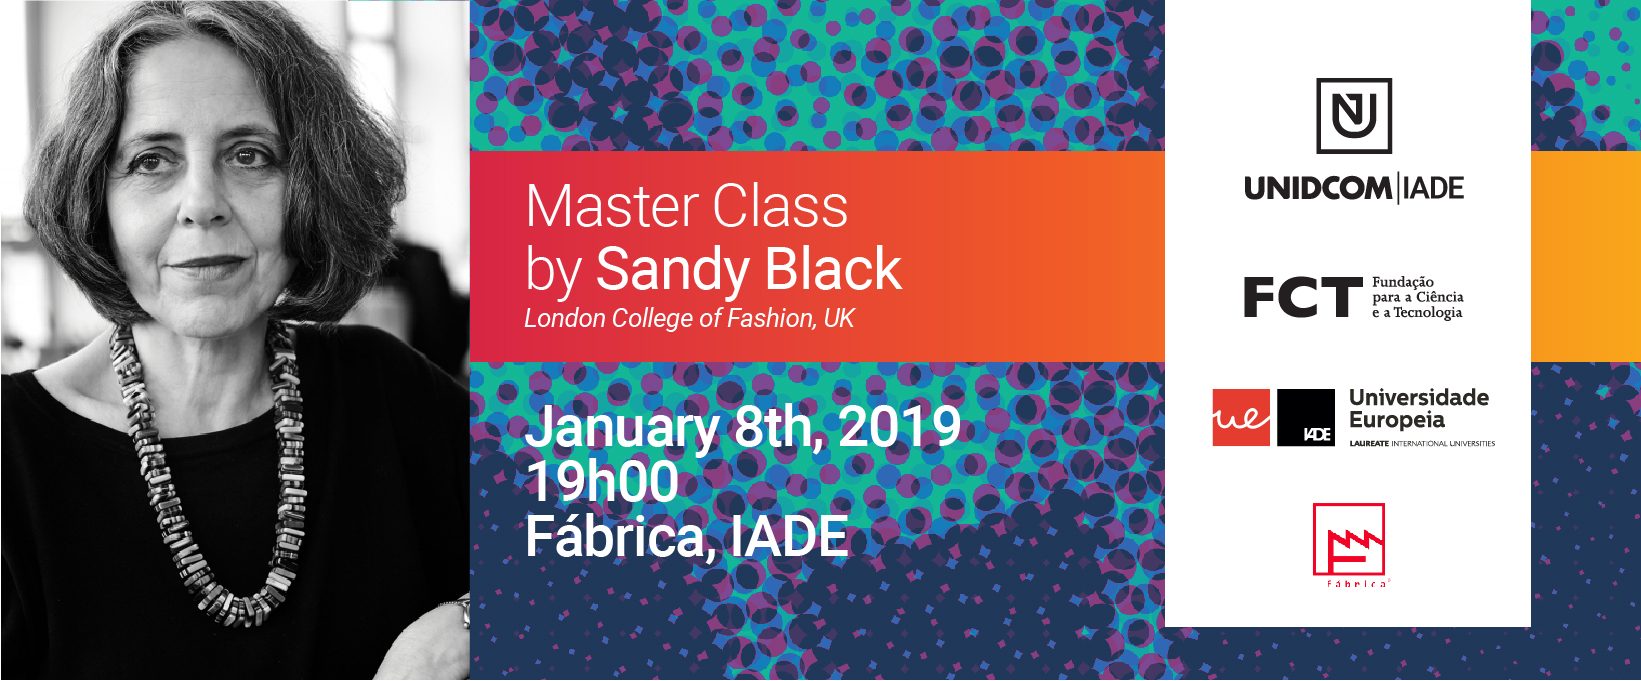 Master Class
by Sandy Black
London College of Fashion, UK
January 8th, 2019
19h00
Fábrica, IADE
UNIDCOM|IADE
FCT
Fundação
para a Ciência
e a Tecnologia
ue
IADE
Universidade
Europeia
LAUREATE INTERNATIONAL UNIVERSITIES
Fábrica